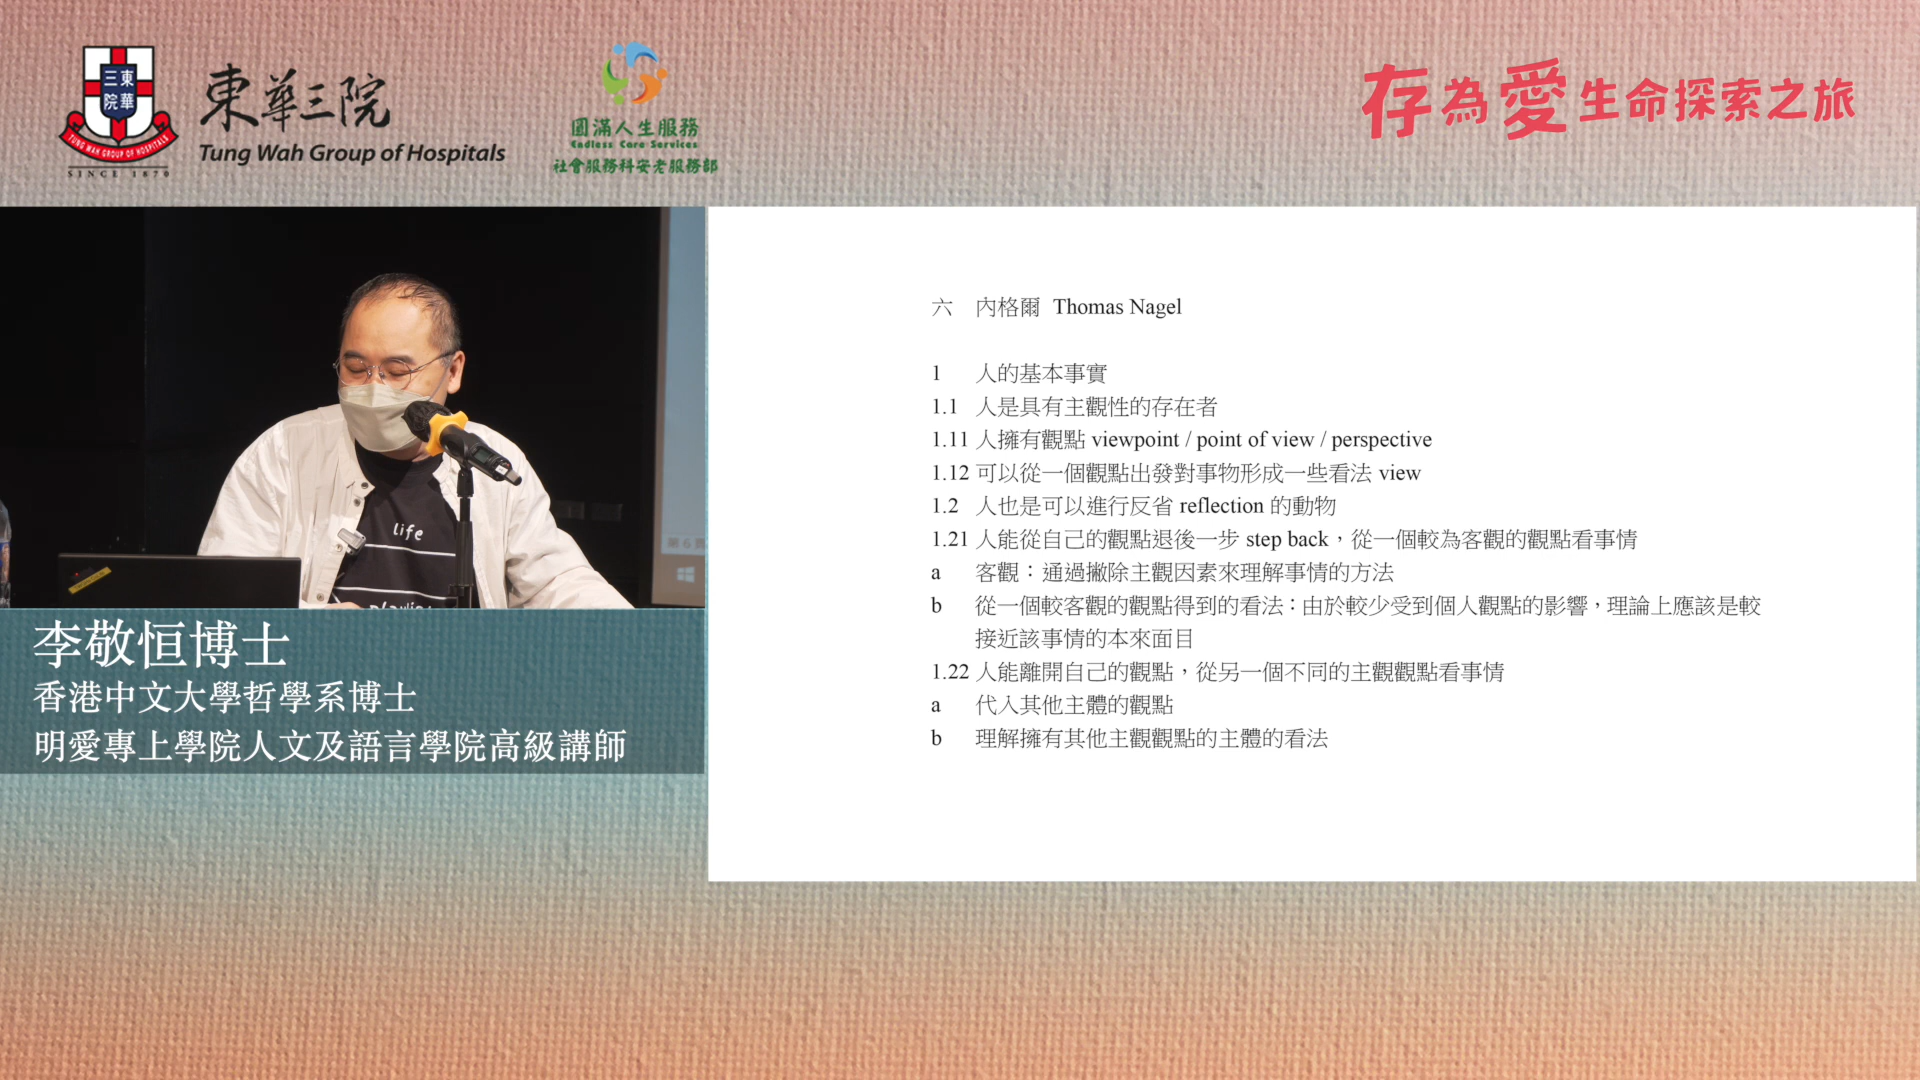 東華三院
東華三院
TUNG WAH GROUP OF HOSPITALS
SINCE 1870
Tung Wah Group of Hospitals
圓滿人生服務
Endless Care Services
社會服務科安老服務部
存為愛生命探索之旅
life
第6頁
李敬恒博士
香港中文大學哲學系博士
明愛專上學院人文及語言學院高級講師
六 內格爾 Thomas Nagel
1 人的基本事實
1.1 人是具有主觀性的存在者
1.11 人擁有觀點 viewpoint / point of view / perspective
1.12 可以從一個觀點出發對事物形成一些看法 view
1.2 人也是可以進行反省 reflection 的動物
1.21 人能從自己的觀點退後一步 step back，從一個較為客觀的觀點看事情
a 客觀：通過撇除主觀因素來理解事情的方法
b 從一個較客觀的觀點得到的看法：由於較少受到個人觀點的影響，理論上應該是較
接近該事情的本來面目
1.22 人能離開自己的觀點，從另一個不同的主觀觀點看事情
a 代入其他主體的觀點
b 理解擁有其他主觀觀點的主體的看法